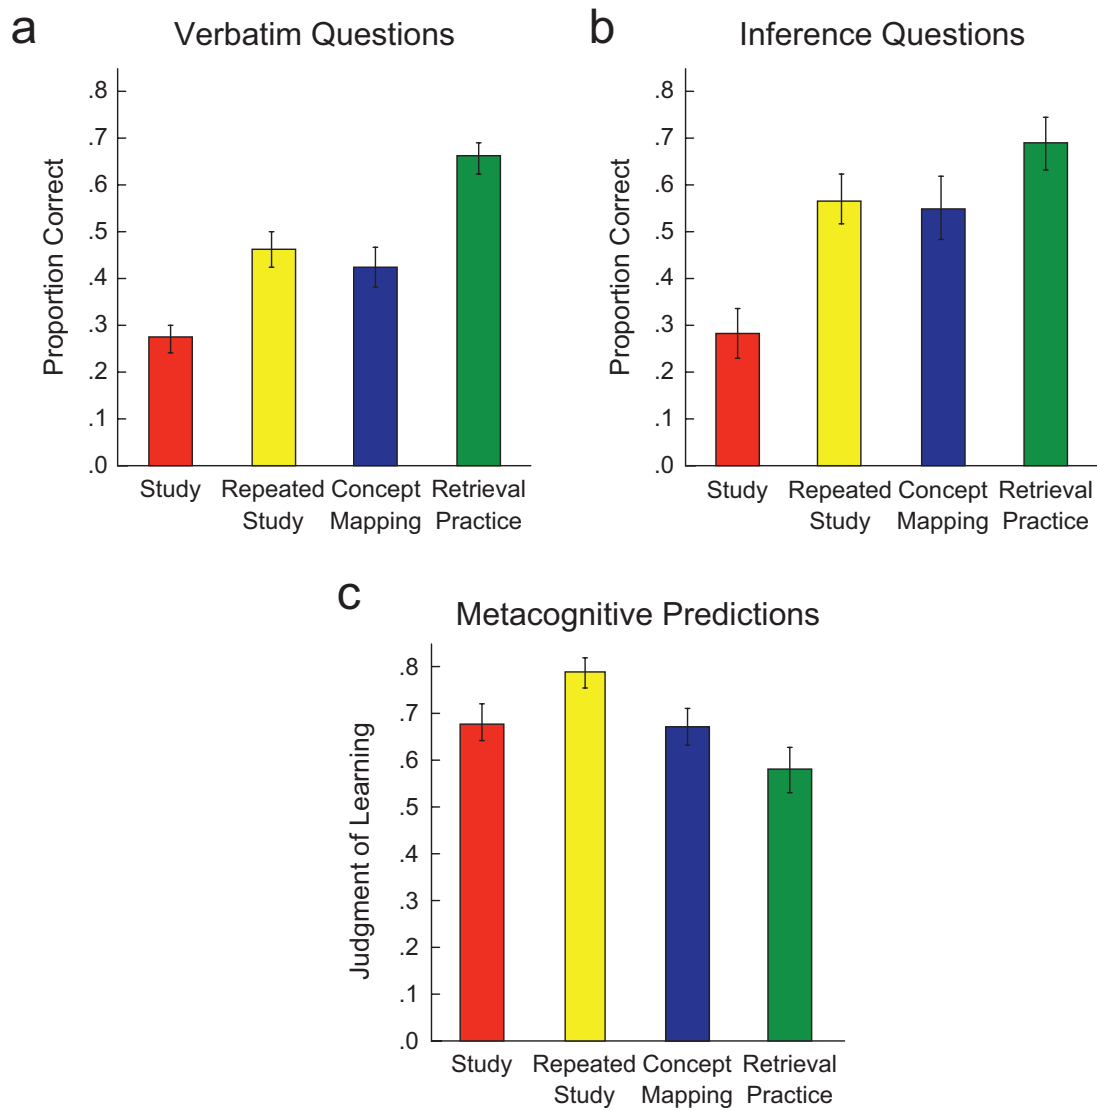 a
Verbatim Questions
Proportion Correct
.8
.7
.6
.5
.4
.3
.2
.1
.0
Study
Repeated
Study
Concept
Mapping
Retrieval
Practice
b
Inference Questions
Proportion Correct
.8
.7
.6
.5
.4
.3
.2
.1
.0
Study
Repeated
Study
Concept
Mapping
Retrieval
Practice
c
Metacognitive Predictions
Judgment of Learning
.8
.7
.6
.5
.4
.3
.2
.1
.0
Study
Repeated
Study
Concept
Mapping
Retrieval
Practice